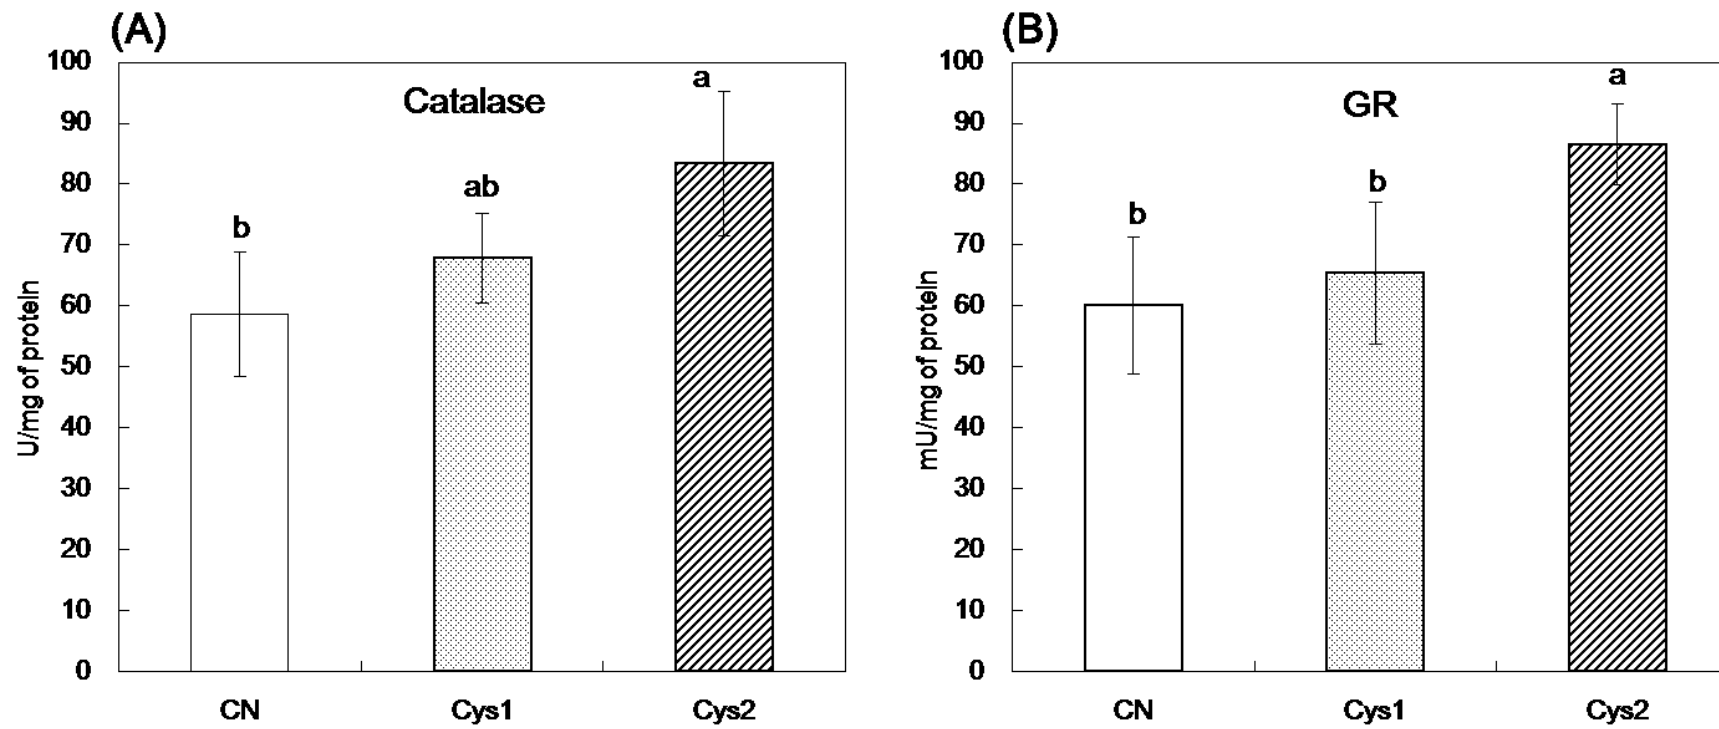 (A)
Catalase
U/mg of protein
100
90
80
70
60
50
40
30
20
10
0
b
ab
a
CN
Cys1
Cys2
(B)
GR
mU/mg of protein
100
90
80
70
60
50
40
30
20
10
0
b
b
a
CN
Cys1
Cys2